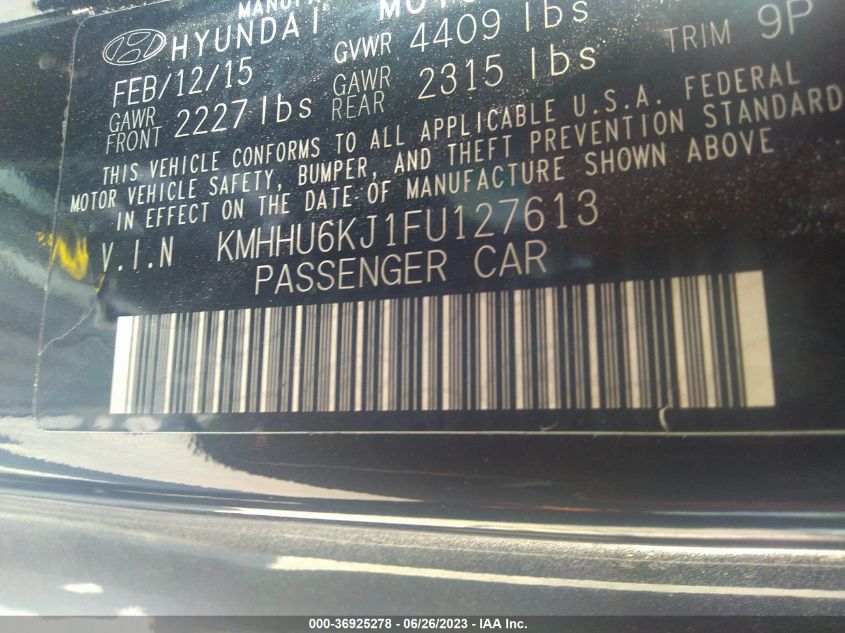 HYUNDAI MOTOR
FEB/12/15 GVWR 4409 lbs TRIM 9P
GAWR FRONT 2227 lbs GAWR REAR 2315 lbs
THIS VEHICLE CONFORMS TO ALL APPLICABLE U.S.A. FEDERAL
MOTOR VEHICLE SAFETY, BUMPER, AND THEFT PREVENTION STANDARD
IN EFFECT ON THE DATE OF MANUFACTURE SHOWN ABOVE
V.I.N KMHHU6KJ1FU127613
PASSENGER CAR
000-36925278 - 06/26/2023 - IAA Inc.